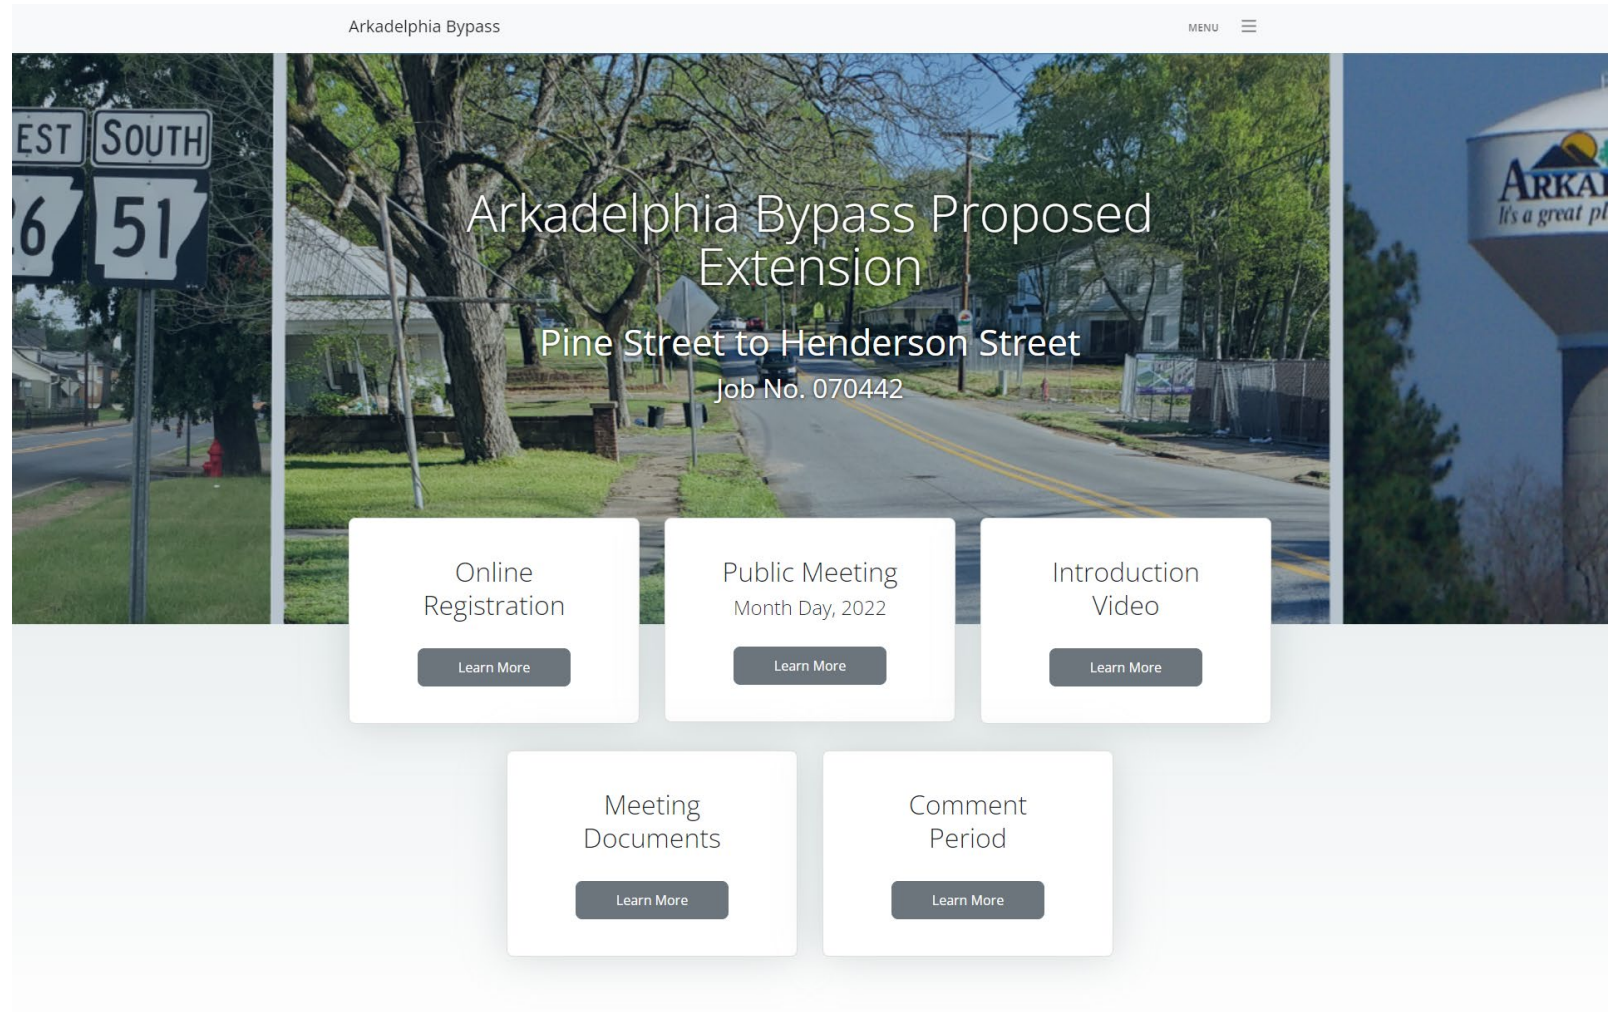 Arkadelphia Bypass
MENU
EST
SOUTH
6
51
Arkadelphia Bypass Proposed
Extension
Pine Street to Henderson Street
Job No. 070442
ARKA
It's a great pl
Online
Registration
Learn More
Public Meeting
Month Day, 2022
Learn More
Introduction
Video
Learn More
Meeting
Documents
Learn More
Comment
Period
Learn More